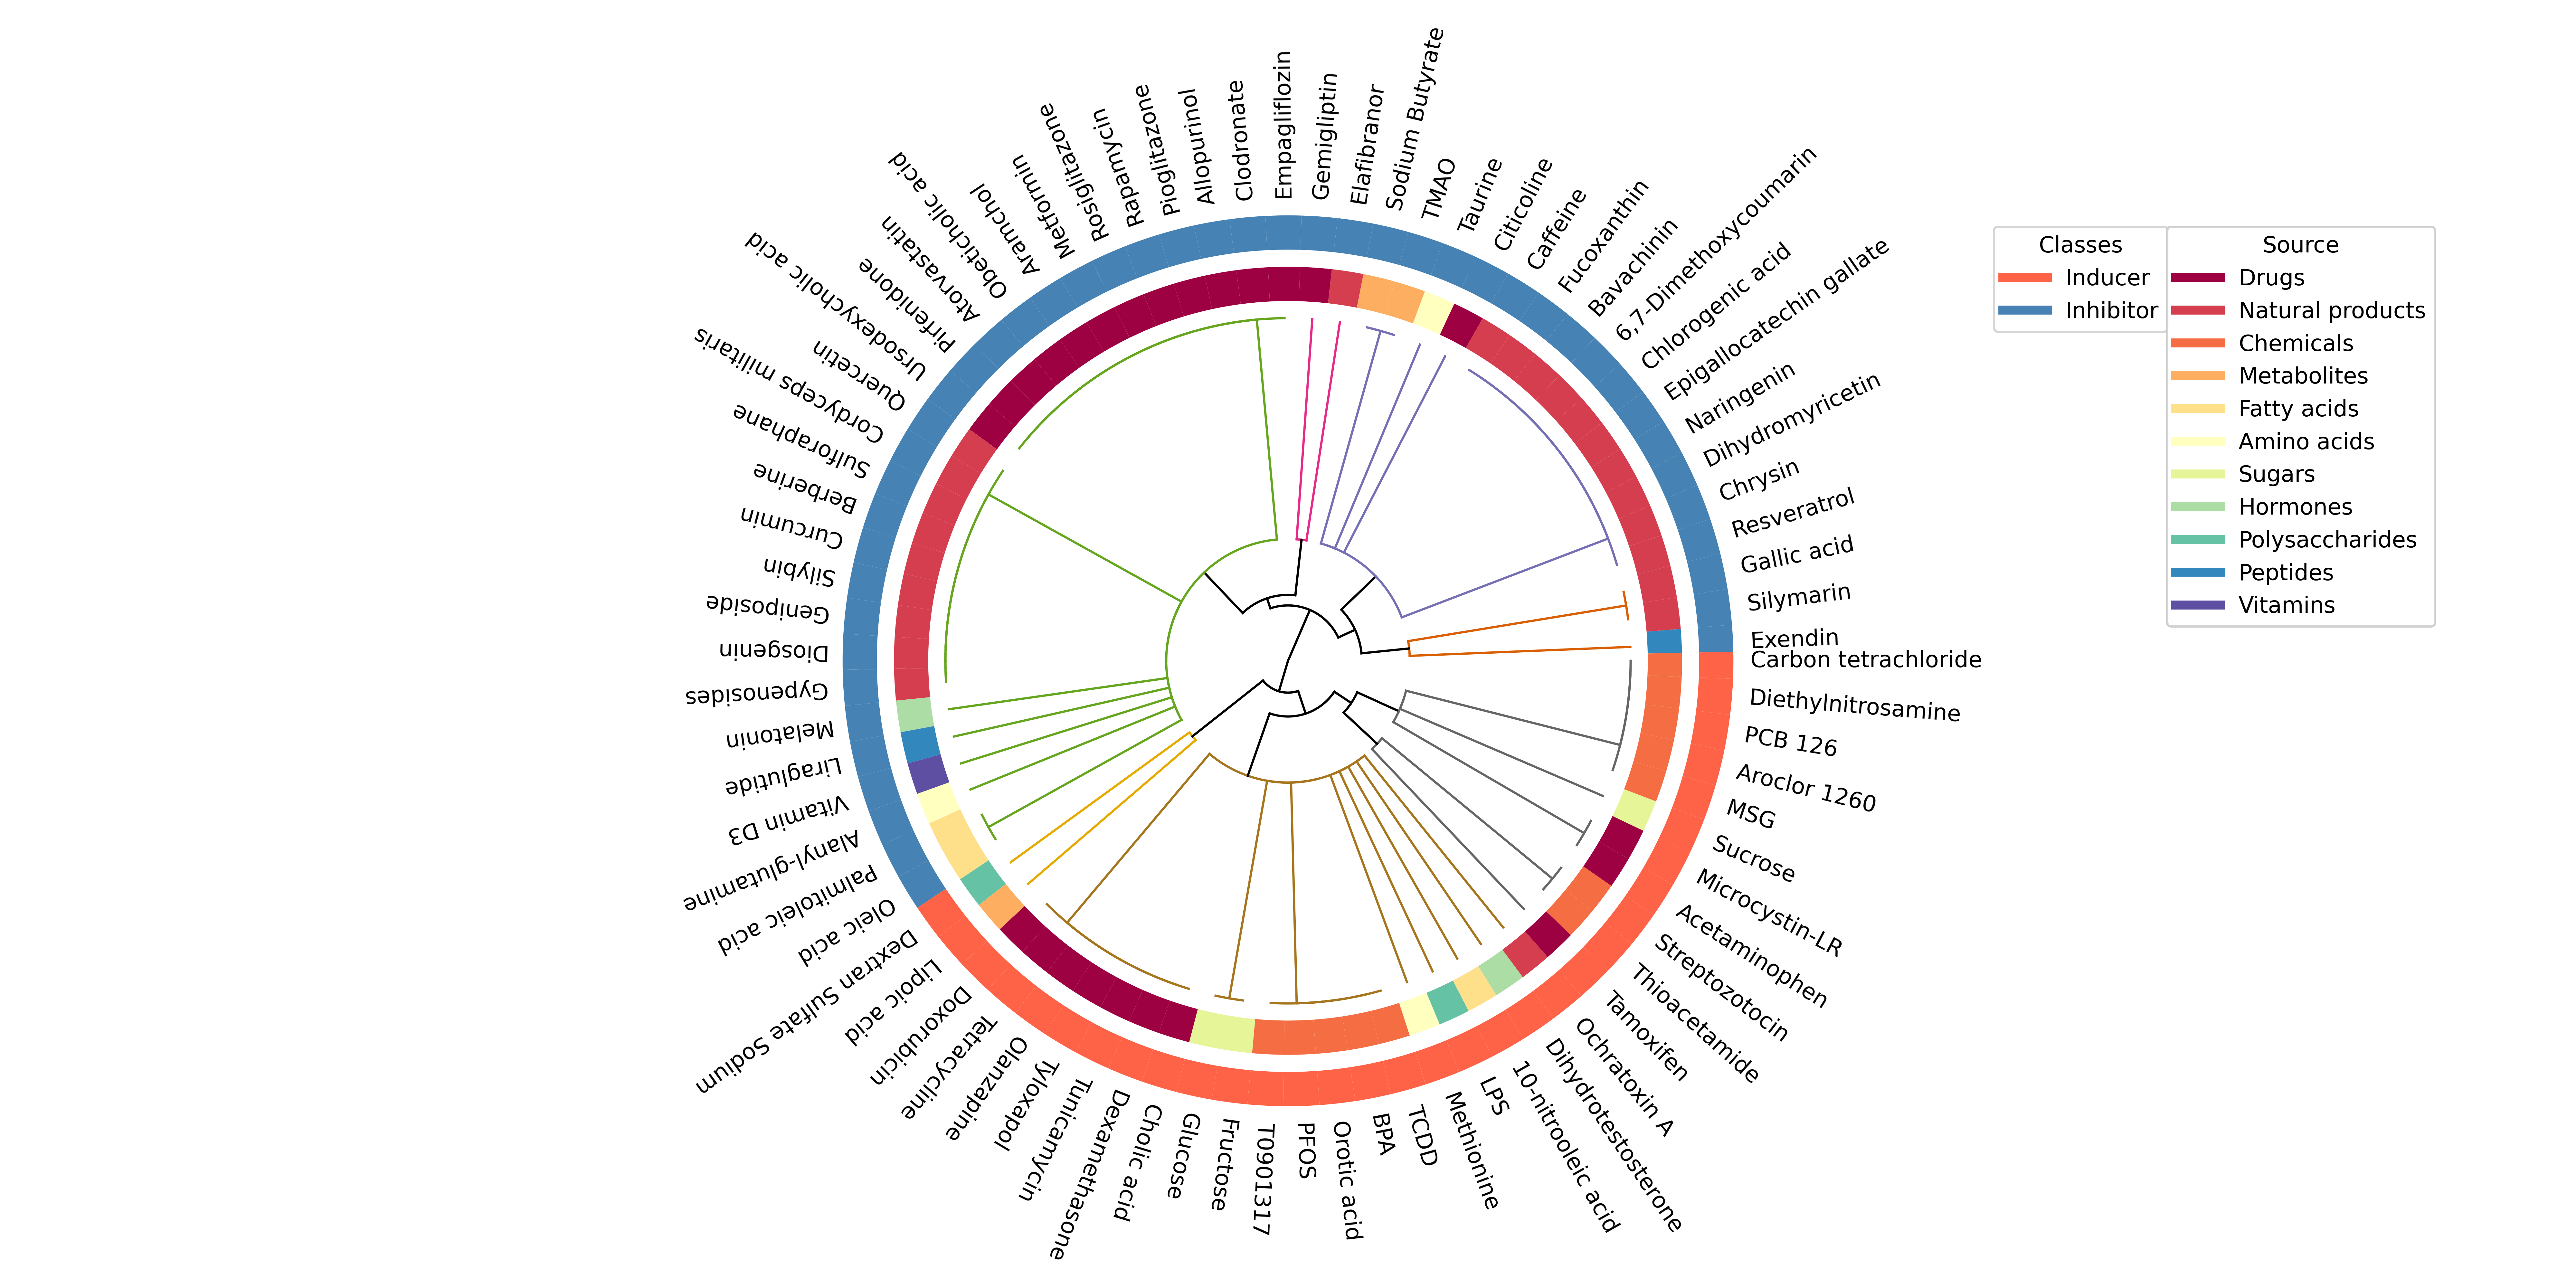 Empagliflozin
Gemigliptin
Elafibranor
Sodium Butyrate
TMAO
Taurine
Citicoline
Caffeine
Fucoxanthin
Bavachinin
6,7-Dimethoxycoumarin
Chlorogenic acid
Epigallocatechin gallate
Naringenin
Dihydromyricetin
Chrysin
Resveratrol
Gallic acid
Silymarin
Exendin
Carbon tetrachloride
Diethylnitrosamine
PCB 126
Aroclor 1260
MSG
Sucrose
Microcystin-LR
Acetaminophen
Streptozotocin
Thioacetamide
Tamoxifen
Ochratoxin A
Dihydrotestosterone
10-nitrooleic acid
LPS
Methionine
TCDD
BPA
Orotic acid
PFOS
T0901317
Fructose
Glucose
Cholic acid
Dexamethasone
Tunicamycin
Tyloxapol
Olanzapine
Tetracycline
Doxorubicin
Lipoic acid
Dextran Sulfate Sodium
Oleic acid
Palmitoleic acid
Alanyl-glutamine
Vitamin D3
Liraglutide
Melatonin
Gypenosides
Diosgenin
Geniposide
Silybin
Curcumin
Berberine
Sulforaphane
Cordyceps militaris
Quercetin
Ursodexycholic acid
Pirfenidone
Atorvastatin
Obeticholic acid
Aramchol
Metformin
Rosiglitazone
Rapamycin
Pioglitazone
Allopurinol
Clodronate
Classes
Inducer
Inhibitor
Source
Drugs
Natural products
Chemicals
Metabolites
Fatty acids
Amino acids
Sugars
Hormones
Polysaccharides
Peptides
Vitamins